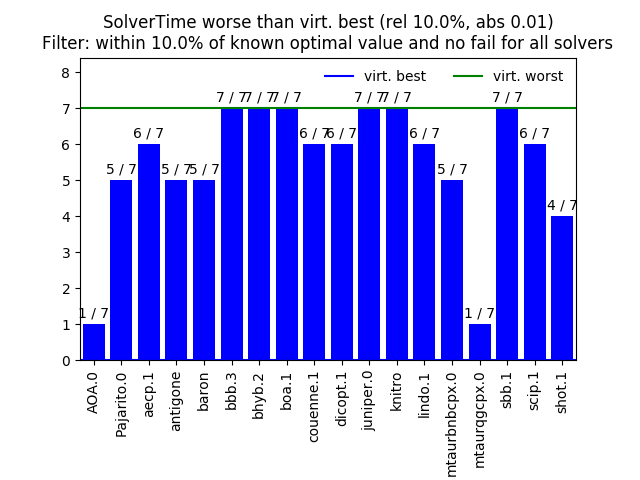 SolverTime worse than virt. best (rel 10.0%, abs 0.01)
Filter: within 10.0% of known optimal value and no fail for all solvers
virt. best
virt. worst
8
7
6
5
4
3
2
1
0
1 / 7
5 / 7
6 / 7
5 / 7
5 / 7
7 / 7
7 / 7
7 / 7
6 / 7
6 / 7
7 / 7
7 / 7
6 / 7
5 / 7
1 / 7
7 / 7
6 / 7
4 / 7
AOA.0
Pajarito.0
aecp.1
antigone
baron
bbb.3
bhyb.2
boa.1
couenne.1
dicopt.1
juniper.0
knitro
lindo.1
mtaurbnbcpx.0
mtaurqgcpx.0
sbb.1
scip.1
shot.1